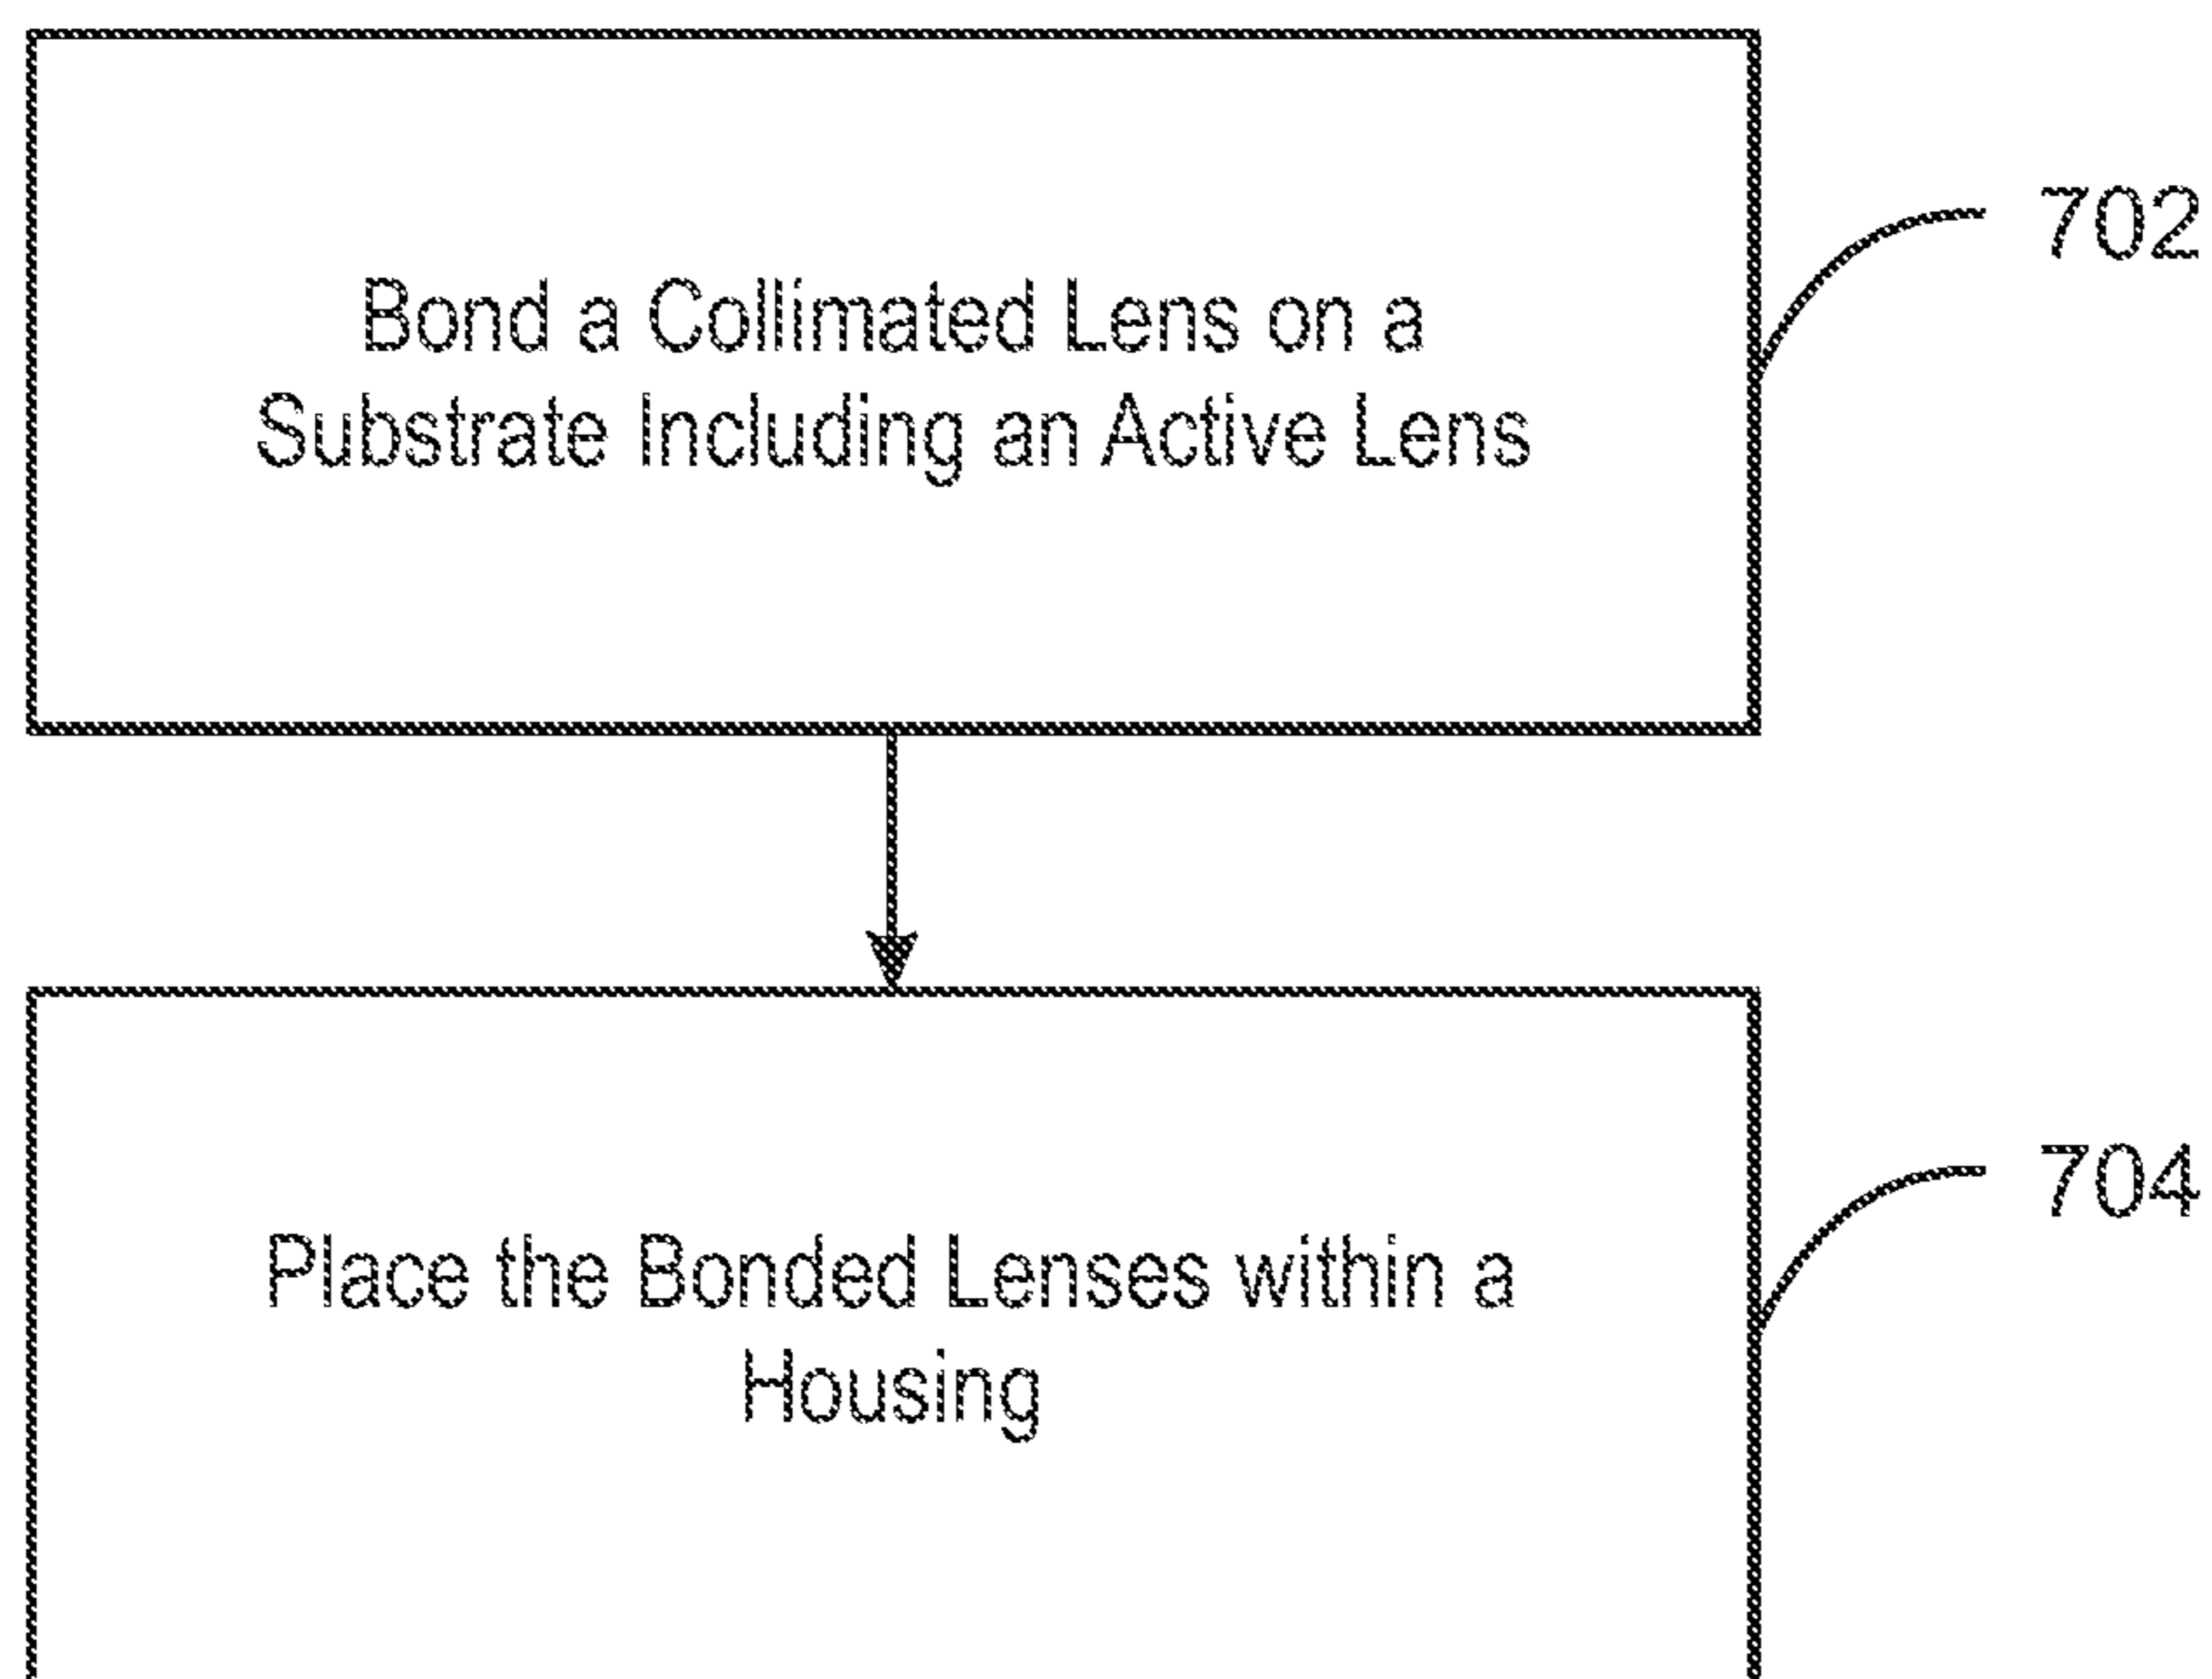 Bond a Collimated Lens on a
Substrate Including an Active Lens
702
Place the Bonded Lenses within a
Housing
704